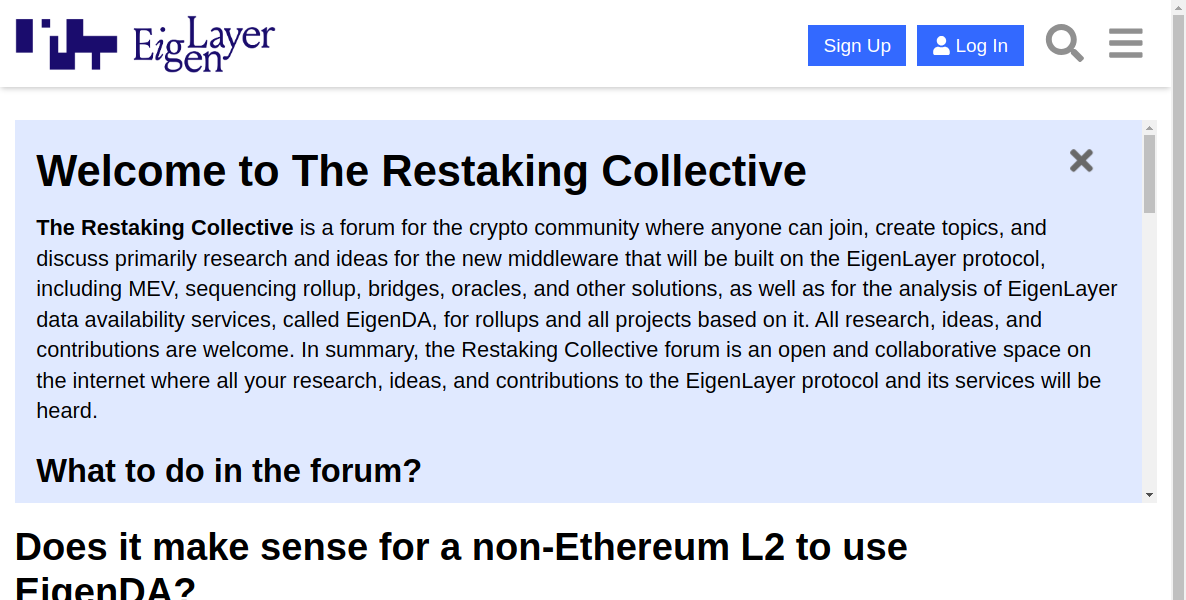 EigLayer
gen
Sign Up
Log In
Welcome to The Restaking Collective
The Restaking Collective is a forum for the crypto community where anyone can join, create topics, and
discuss primarily research and ideas for the new middleware that will be built on the EigenLayer protocol,
including MEV, sequencing rollup, bridges, oracles, and other solutions, as well as for the analysis of EigenLayer
data availability services, called EigenDA, for rollups and all projects based on it. All research, ideas, and
contributions are welcome. In summary, the Restaking Collective forum is an open and collaborative space on
the internet where all your research, ideas, and contributions to the EigenLayer protocol and its services will be
heard.
What to do in the forum?
Does it make sense for a non-Ethereum L2 to use
EigenDA?